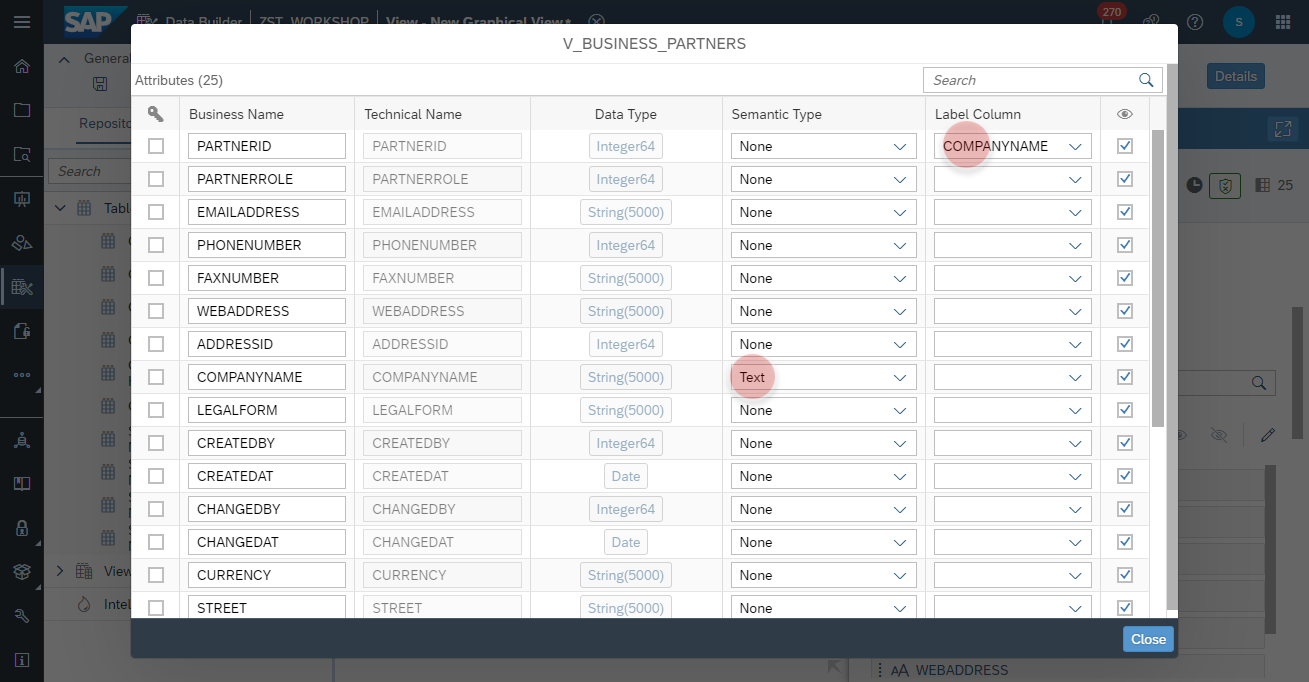 SAP Data Builder ZST_WORKSHOP View - New Graphical View* 270 S
Details
V_BUSINESS_PARTNERS
Attributes (25) Search
Business Name Technical Name Data Type Semantic Type Label Column
PARTNERID PARTNERID Integer64 None COMPANYNAME
PARTNERROLE PARTNERROLE Integer64 None
EMAILADDRESS EMAILADDRESS String(5000) None
PHONENUMBER PHONENUMBER Integer64 None
FAXNUMBER FAXNUMBER String(5000) None
WEBADDRESS WEBADDRESS String(5000) None
ADDRESSID ADDRESSID Integer64 None
COMPANYNAME COMPANYNAME String(5000) Text
LEGALFORM LEGALFORM String(5000) None
CREATEDBY CREATEDBY Integer64 None
CREATEDAT CREATEDAT Date None
CHANGEDBY CHANGEDBY Integer64 None
CHANGEDAT CHANGEDAT Date None
CURRENCY CURRENCY String(5000) None
STREET STREET String(5000) None
Close
Search
25
AA WEBADDRESS